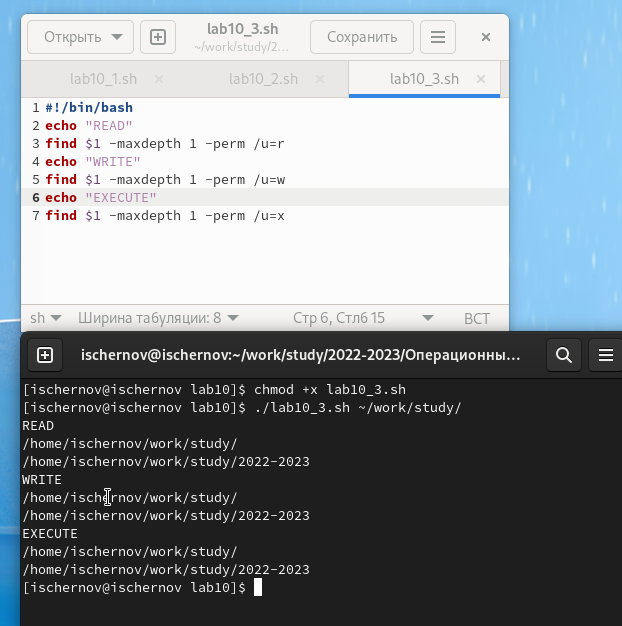 Открыть
lab10_3.sh
~/work/study/2...
Сохранить
lab10_1.sh
lab10_2.sh
lab10_3.sh
1 #!/bin/bash
2 echo "READ"
3 find $1 -maxdepth 1 -perm /u=r
4 echo "WRITE"
5 find $1 -maxdepth 1 -perm /u=w
6 echo "EXECUTE"
7 find $1 -maxdepth 1 -perm /u=x
sh Ширина табуляции: 8 Стр 6, Стлб 15 ВСТ
ischernov@ischernov:~/work/study/2022-2023/Операционны...
[ischernov@ischernov lab10]$ chmod +x lab10_3.sh
[ischernov@ischernov lab10]$ ./lab10_3.sh ~/work/study/
READ
/home/ischernov/work/study/
/home/ischernov/work/study/2022-2023
WRITE
/home/ischernov/work/study/
/home/ischernov/work/study/2022-2023
EXECUTE
/home/ischernov/work/study/
/home/ischernov/work/study/2022-2023
[ischernov@ischernov lab10]$